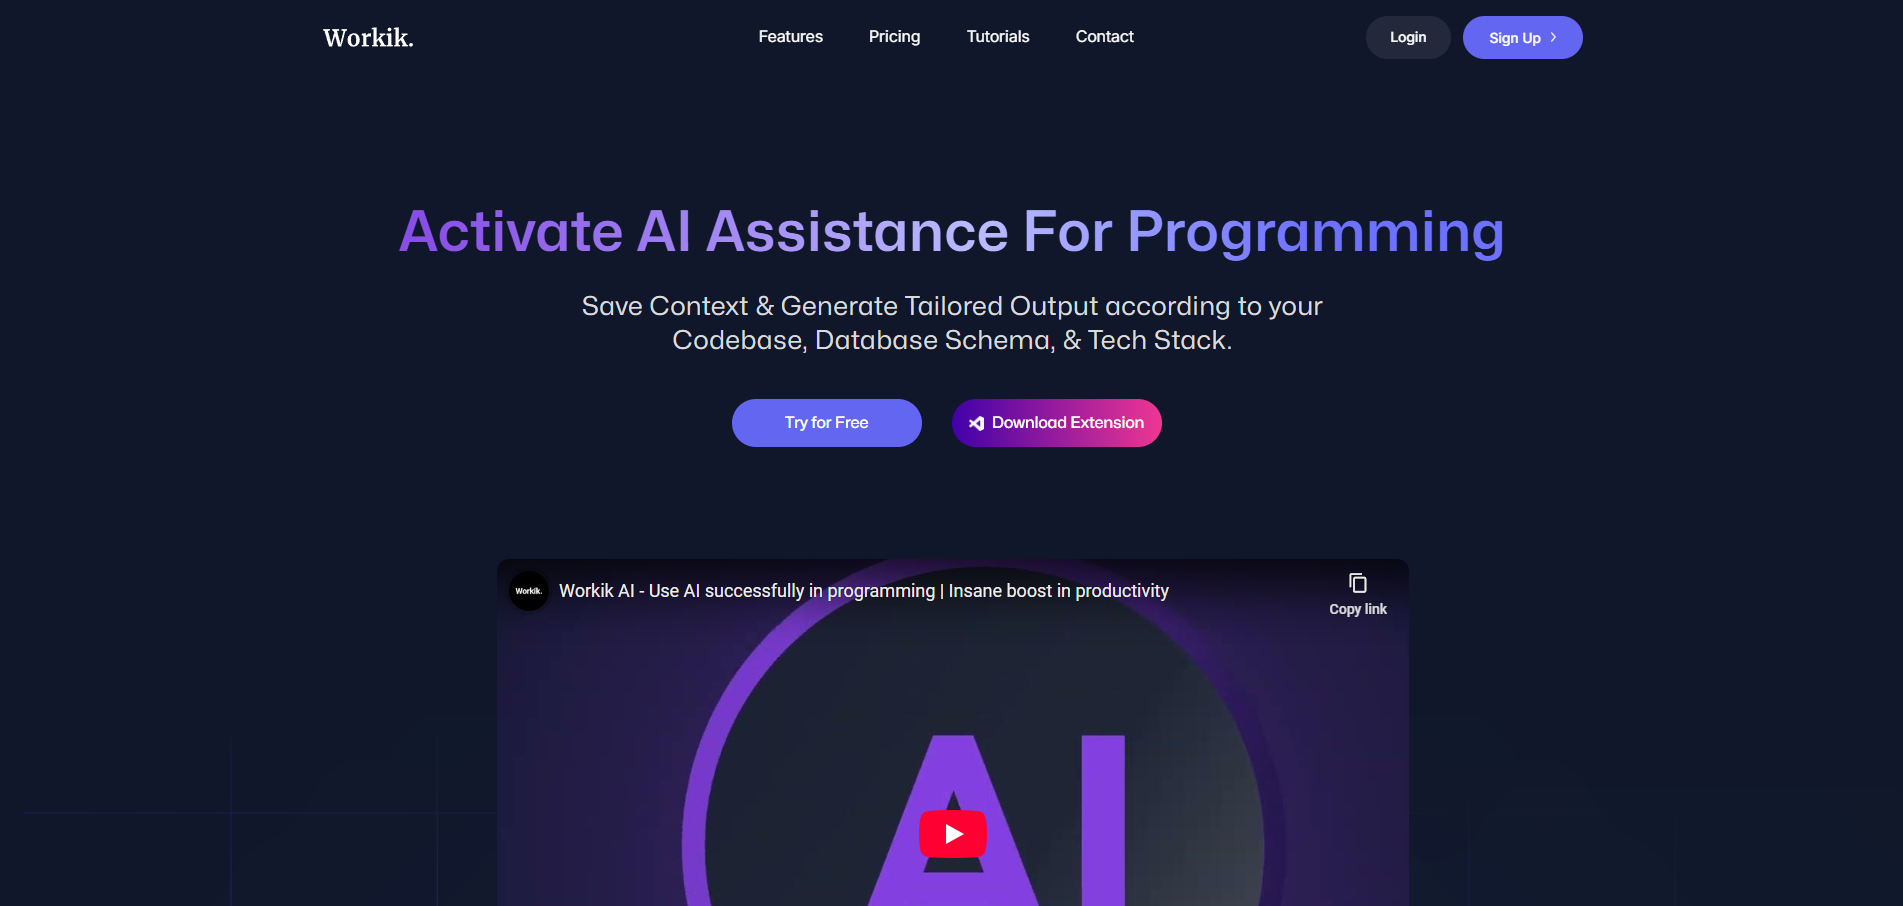 Workik.
Features
Pricing
Tutorials
Contact
Login
Sign Up
Activate AI Assistance For Programming
Save Context & Generate Tailored Output according to your
Codebase, Database Schema, & Tech Stack.
Try for Free
Download Extension
Workik.
Workik AI - Use AI successfully in programming | Insane boost in productivity
Copy link
AI